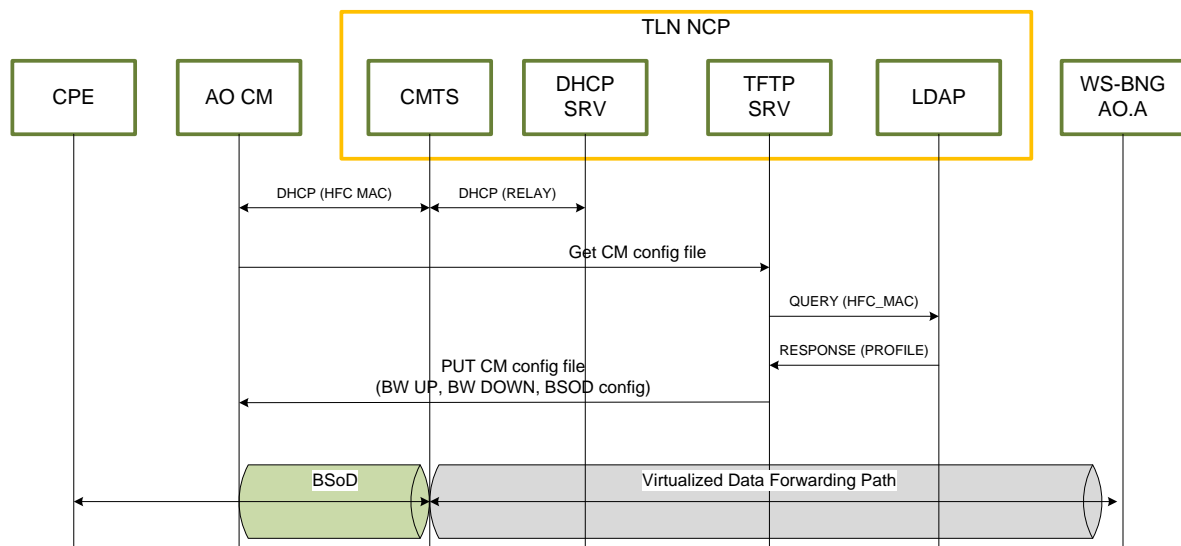 TLN NCP
CPE
AO CM
CMTS
DHCP
SRV
TFTP
SRV
LDAP
WS-BNG
AO.A
DHCP (HFC MAC)
DHCP (RELAY)
Get CM config file
QUERY (HFC_MAC)
RESPONSE (PROFILE)
PUT CM config file
(BW UP, BW DOWN, BSOD config)
BSoD
Virtualized Data Forwarding Path